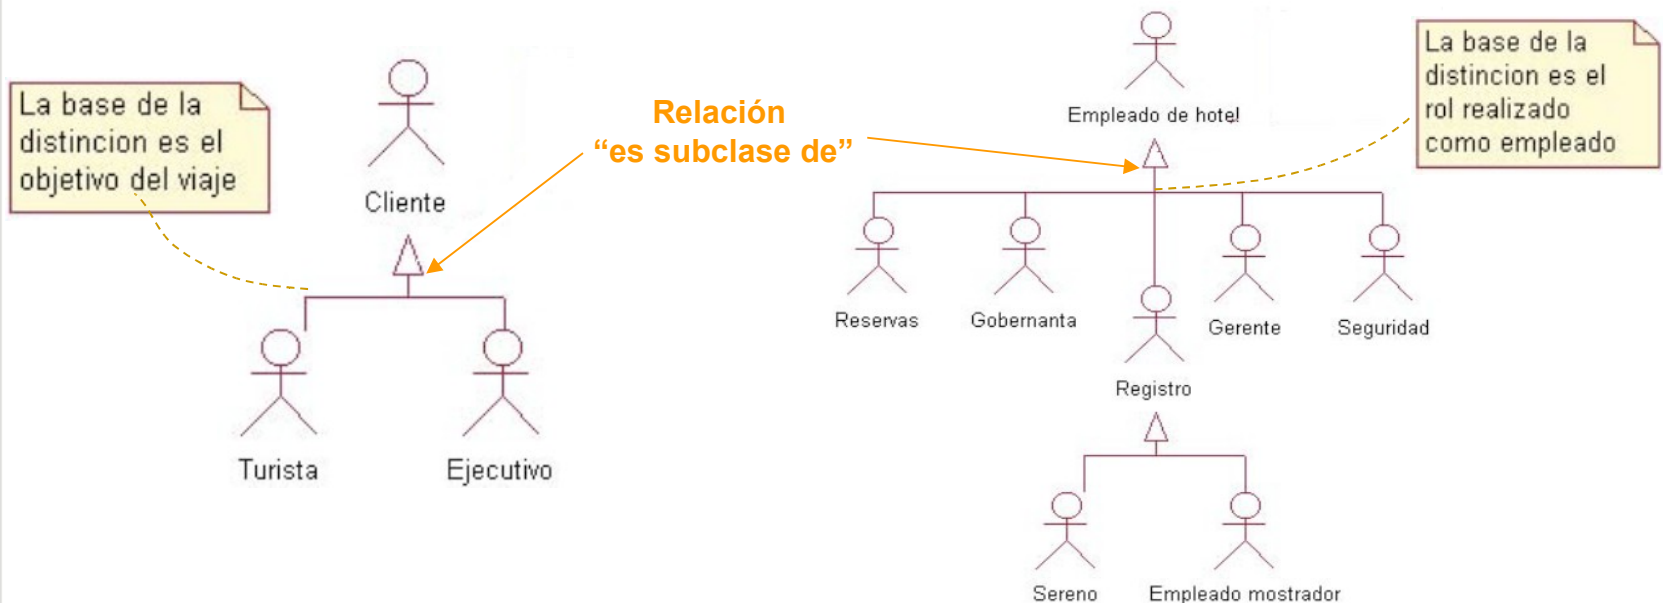 La base de la
distincion es el
objetivo del viaje
Cliente
Turista
Ejecutivo
Relación
“es subclase de”
Empleado de hotel
La base de la
distincion es el
rol realizado
como empleado
Reservas
Gobernanta
Registro
Gerente
Seguridad
Sereno
Empleado mostrador